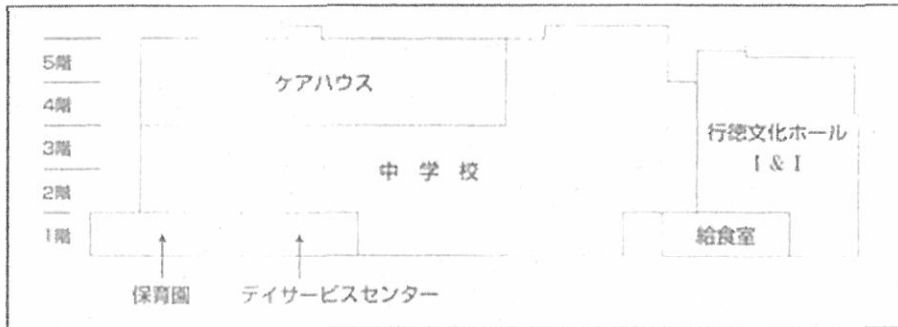 5階
4階
3階
2階
1階
ケアハウス
中学校
行徳文化ホール
I & I
給食室
保育園
デイサービスセンター